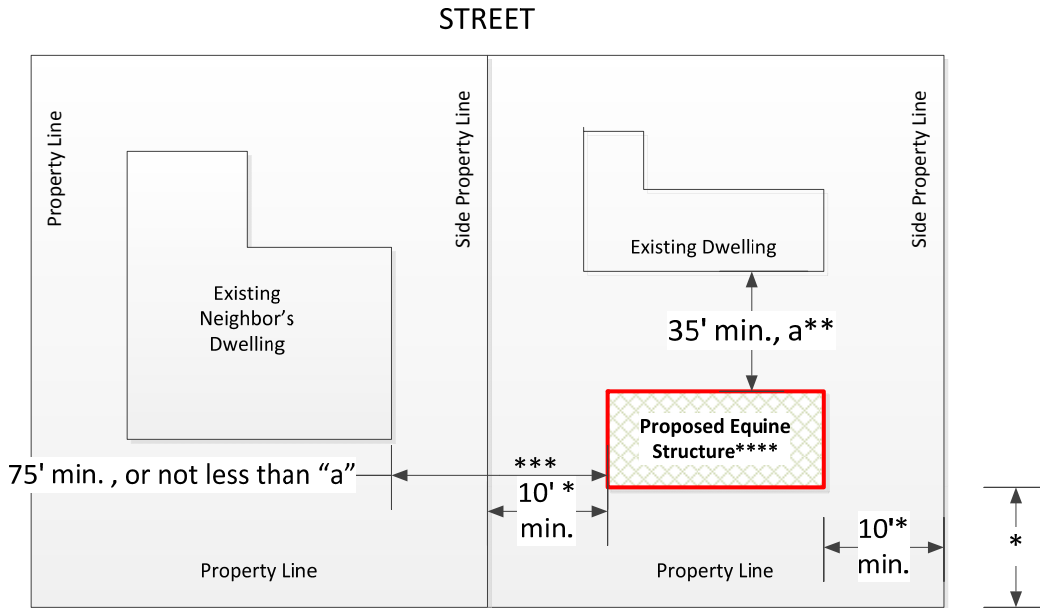 STREET
Property Line
Side Property Line
Side Property Line
Existing Dwelling
Existing
Neighbor's
Dwelling
35' min., a**
Proposed Equine
Structure****
75' min. , or not less than “a”
***
10' *
min.
10'*
min.
*
Property Line
Property Line